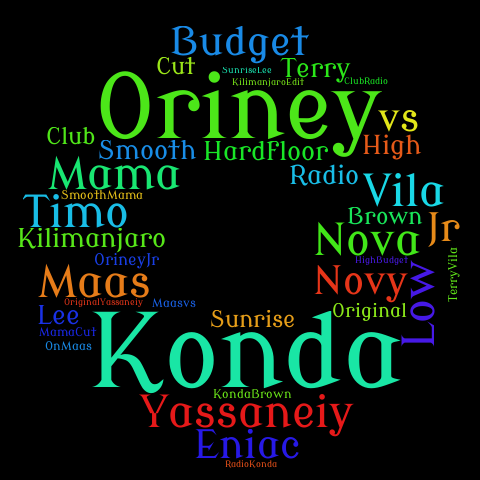 Budget
Cut
SunriseLee
Terry
KilimanjaroEdit
ClubRadio
Oriney
vs
Club
Smooth
HardFloor
High
Mama
Radio
Vila
SmoothMama
Timo
Brown
Jr
Kilimanjaro
Nova
OrineyJr
HighBudget
TerryVila
Maas
Novy
Low
OriginalYassaneiy
Maasvs
Original
Lee
Sunrise
MamaCut
OnMaas
Konda
KondaBrown
Yassaneiy
Eniac
RadioKonda